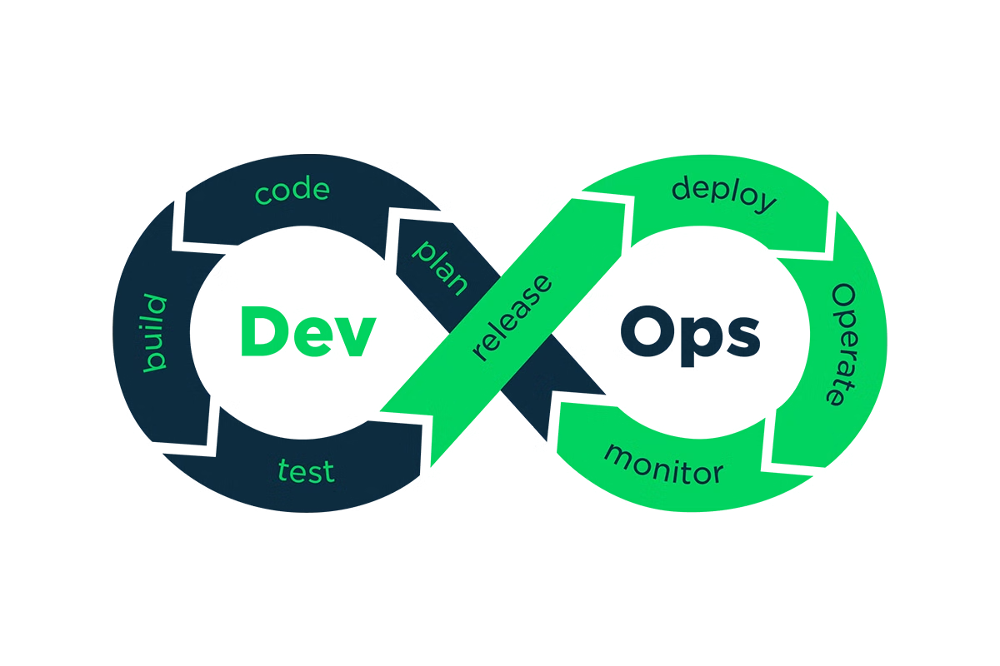 code
plan
build
Dev
test
release
deploy
Ops
Operate
monitor